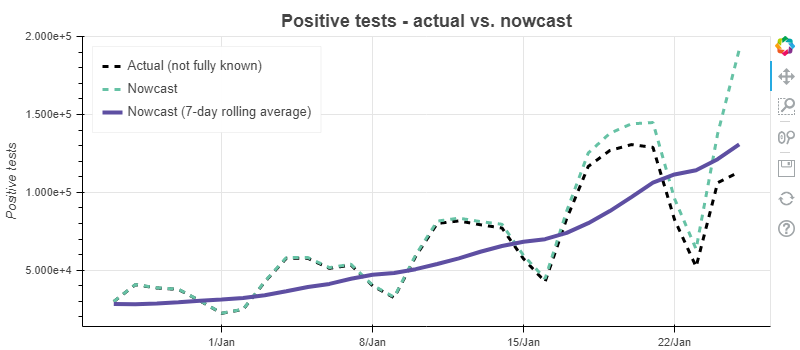 Positive tests - actual vs. nowcast
2.000e+5
1.500e+5
1.000e+5
5.000e+4
Positive tests
Actual (not fully known)
Nowcast
Nowcast (7-day rolling average)
1/Jan
8/Jan
15/Jan
22/Jan